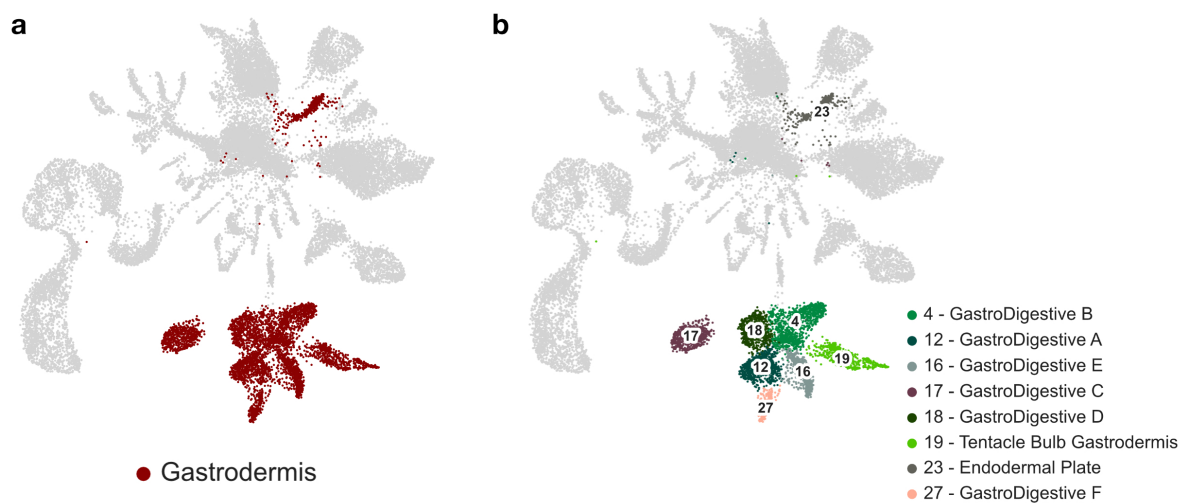 a
b
23
4
18
17
19
12
16
27
Gastrodermis
4 - GastroDigestive B
12 - GastroDigestive A
16 - GastroDigestive E
17 - GastroDigestive C
18 - GastroDigestive D
19 - Tentacle Bulb Gastrodermis
23 - Endodermal Plate
27 - GastroDigestive F